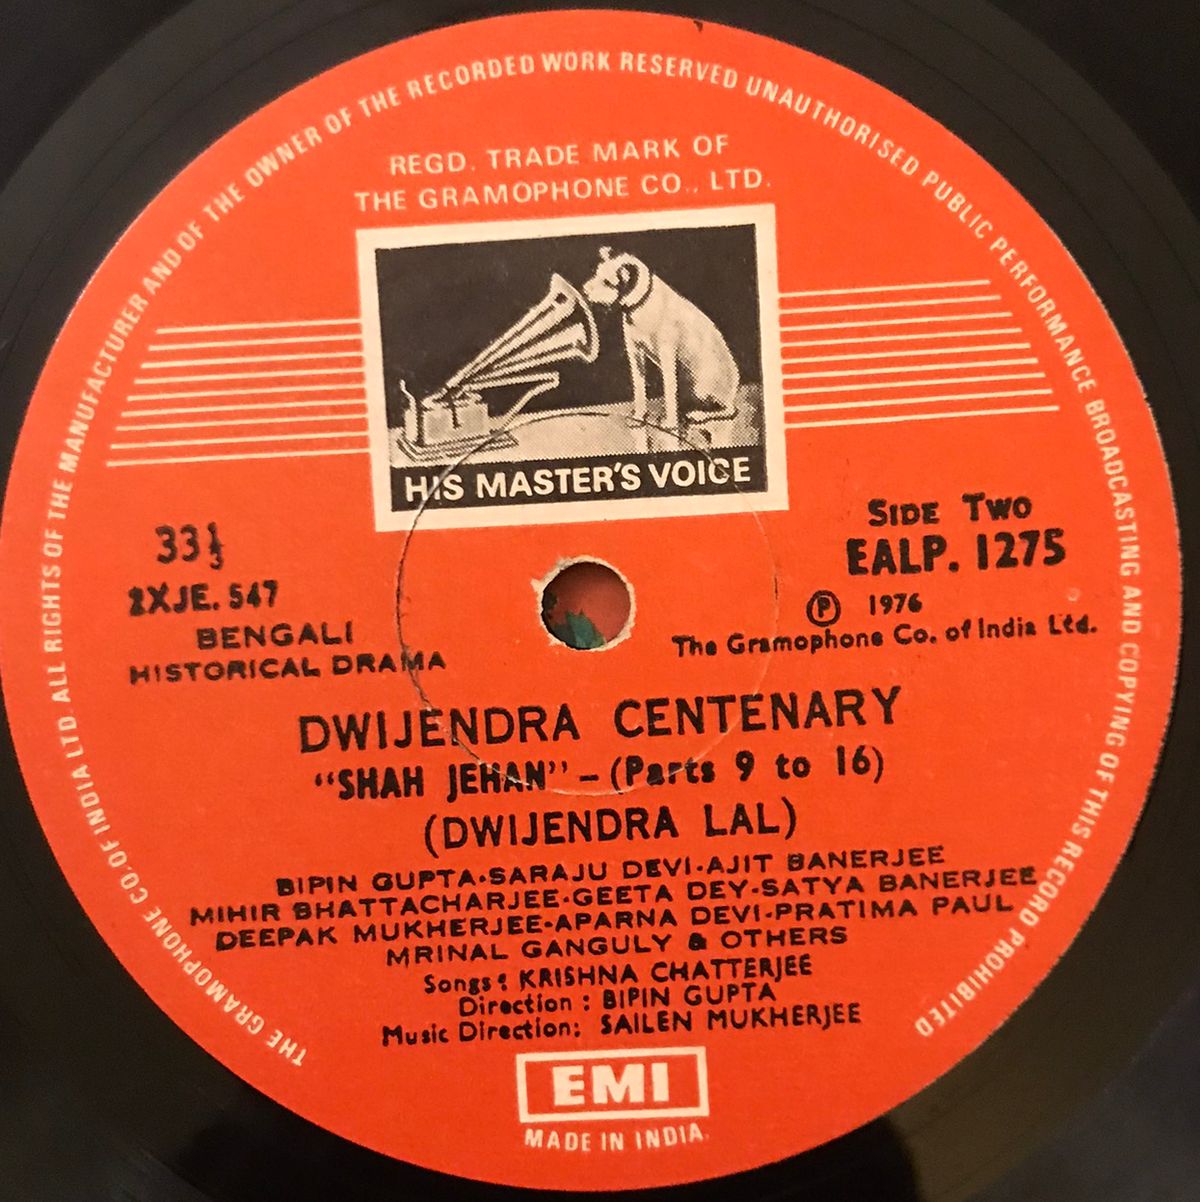 THE GRAMOPHONE CO. OF INDIA LTD. ALL RIGHTS OF THE MANUFACTURER AND OF THE OWNER OF THE RECORDED WORK RESERVED UNAUTHORISED PUBLIC PERFORMANCE BROADCASTING AND COPYING OF THIS RECORD PROHIBITED
REGD. TRADE MARK OF
THE GRAMOPHONE CO., LTD.
HIS MASTER'S VOICE
33⅓
2XJE. 547
BENGALI
HISTORICAL DRAMA
SIDE TWO
EALP. 1275
℗ 1976
The Gramophone Co. of India Ltd.
DWIJENDRA CENTENARY
"SHAH JEHAN" – (Parts 9 to 16)
(DWIJENDRA LAL)
BIPIN GUPTA·SARAJU DEVI·AJIT BANERJEE
MIHIR BHATTACHARJEE·GEETA DEY·SATYA BANERJEE
DEEPAK MUKHERJEE·APARNA DEVI·PRATIMA PAUL
MRINAL GANGULY & OTHERS
Songs: KRISHNA CHATTERJEE
Direction: BIPIN GUPTA
Music Direction: SAILEN MUKHERJEE
EMI
MADE IN INDIA.